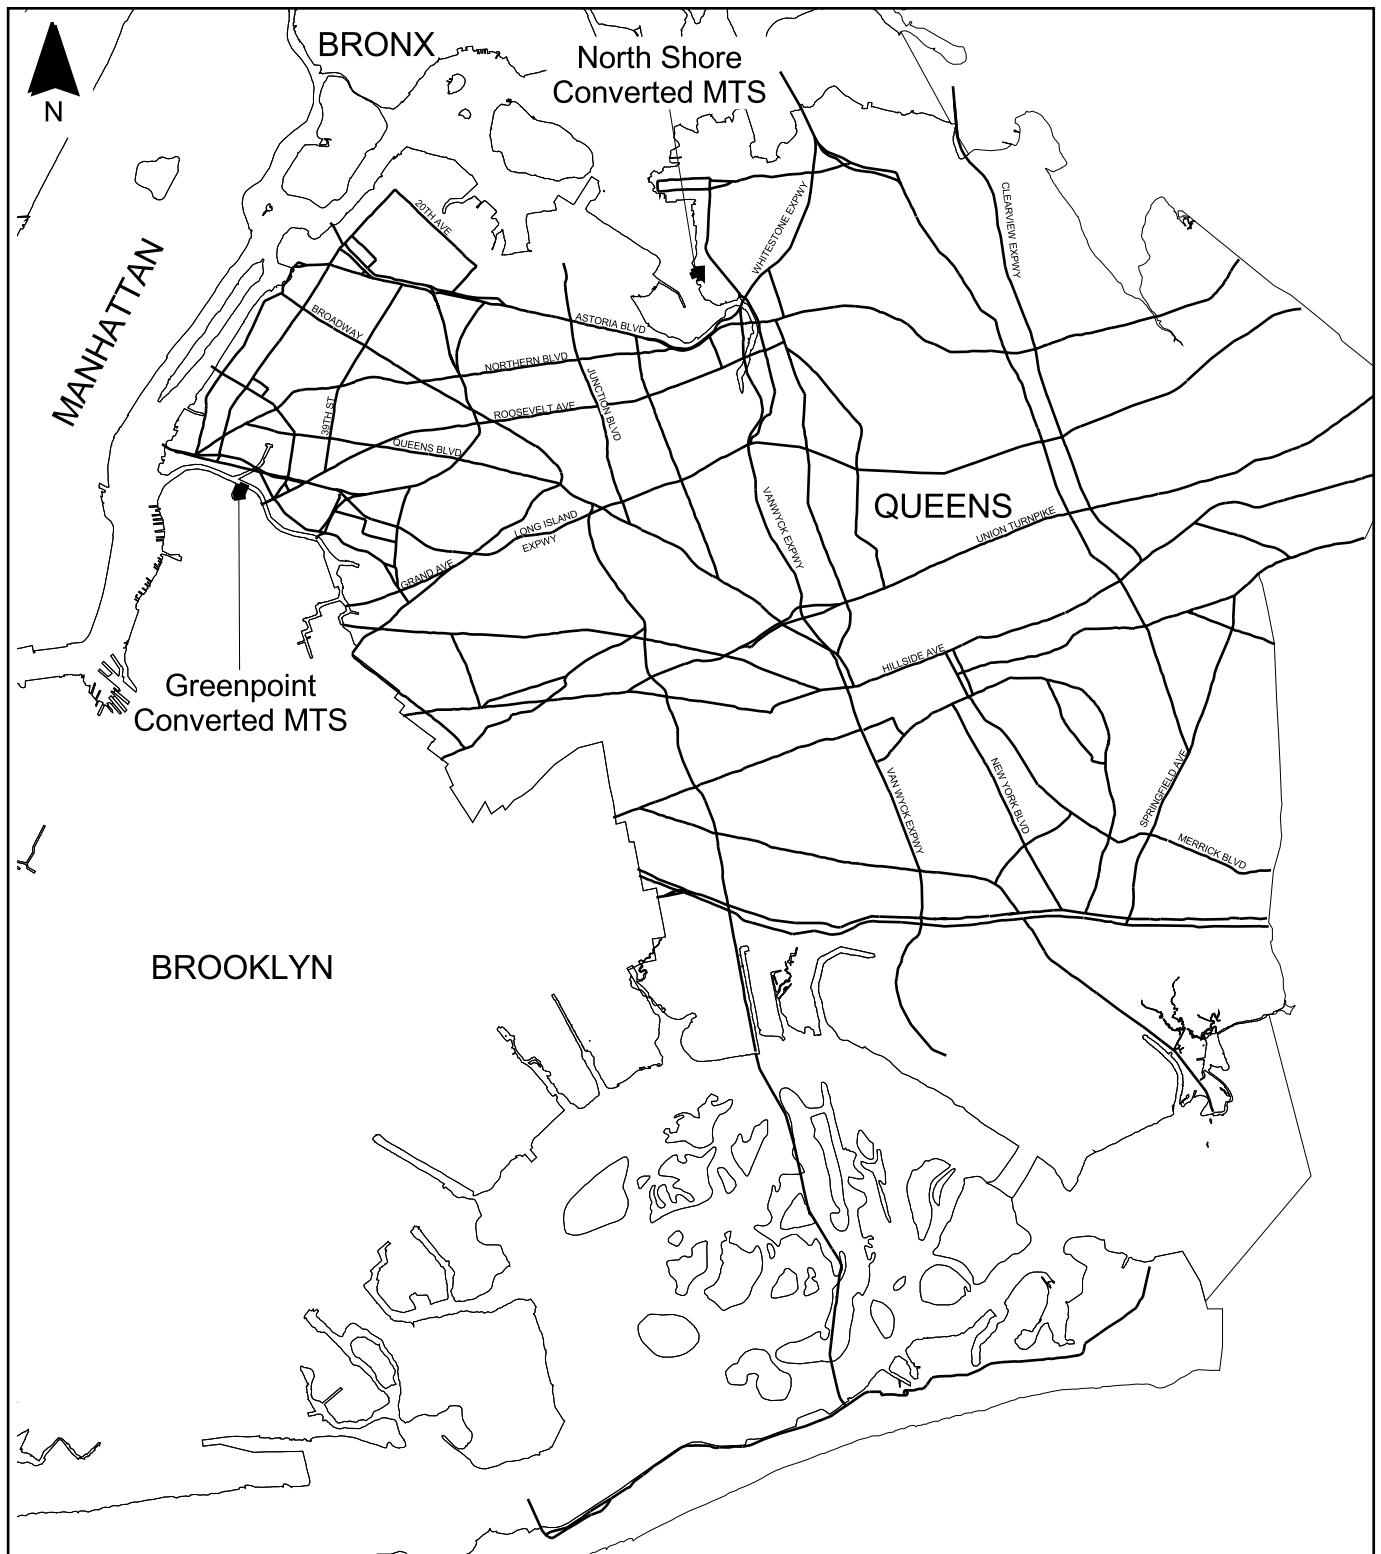 BRONX
North Shore
Converted MTS
N
20TH AVE
WHITESTONE EXPWY
CLEARVIEW EXPWY
MANHATTAN
BROADWAY
ASTORIA BLVD
NORTHERN BLVD
JUNCTION BLVD
39TH ST
ROOSEVELT AVE
QUEENS BLVD
VANWYCK EXPWY
QUEENS
LONG ISLAND
EXPWY
UNION TURNPIKE
GRAND AVE
HILLSIDE AVE
Greenpoint
Converted MTS
VAN WYCK EXPWY
NEW YORK BLVD
SPRINGFIELD AVE
MERRICK BLVD
BROOKLYN